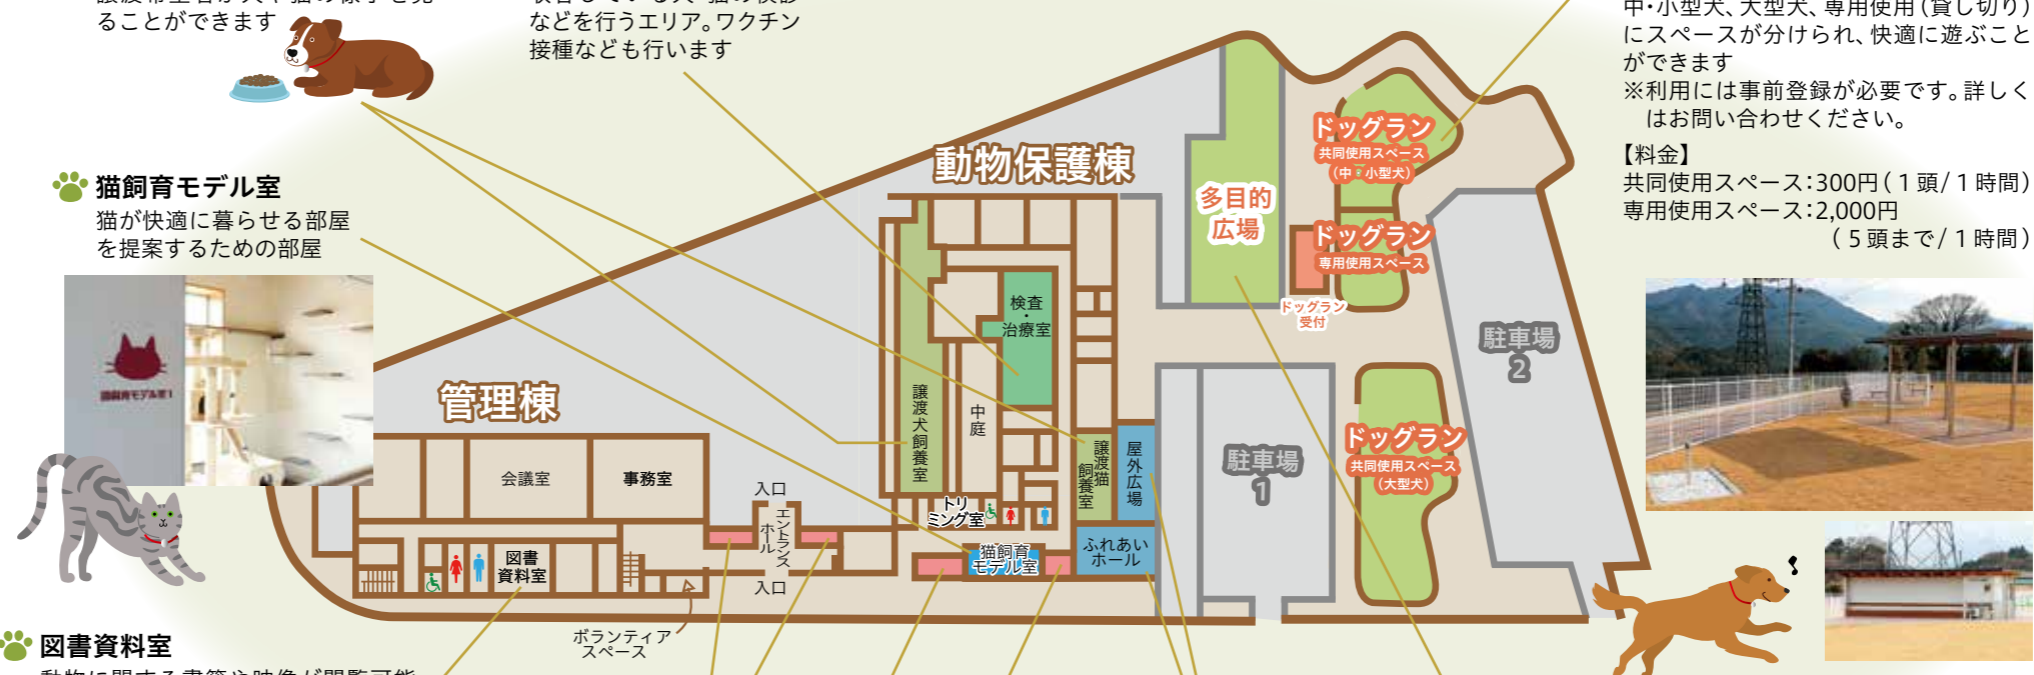 ることができます
などを行うエリア。ワクチン
接種なども行います
中・小型犬、大型犬、専用使用（貸し切り）
にスペースが分けられ、快適に遊ぶこと
ができます
※利用には事前登録が必要です。詳しく
はお問い合わせください。
【料金】
共同使用スペース：300円（１頭/１時間）
専用使用スペース：2,000円
（５頭まで/１時間）
猫飼育モデル室
猫が快適に暮らせる部屋
を提案するための部屋
動物保護棟
管理棟
多目的
広場
ドッグラン
共同使用スペース
（中・小型犬）
ドッグラン
専用使用スペース
ドッグラン
受付
駐車場
2
検査
・
治療室
譲渡犬飼養室
中庭
譲渡猫
飼養室
屋外広場
駐車場
1
ドッグラン
共同使用スペース
（大型犬）
会議室
事務室
入口
エントランス
ホール
トリ
ミング室
猫飼育
モデル室
ふれあい
ホール
図書
資料室
入口
ボランティア
スペース
図書資料室